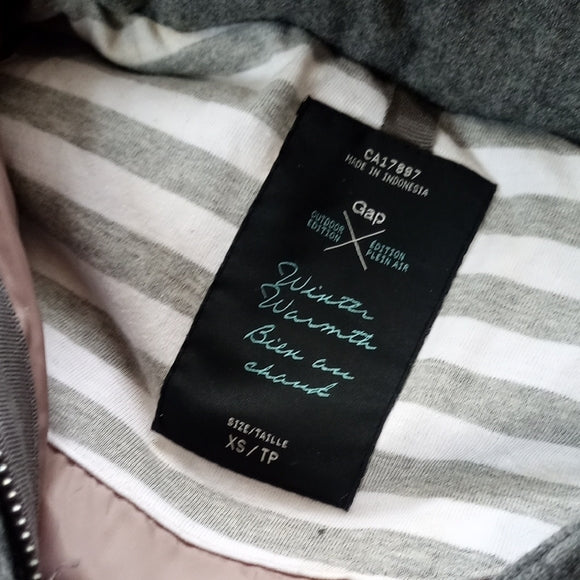 CA17897
MADE IN INDONESIA
Gap
OUTDOOR EDITION
EDITION PLEIN AIR
Winter
Warmth
Bien au
chaud
SIZE/TAILLE
XS/TP